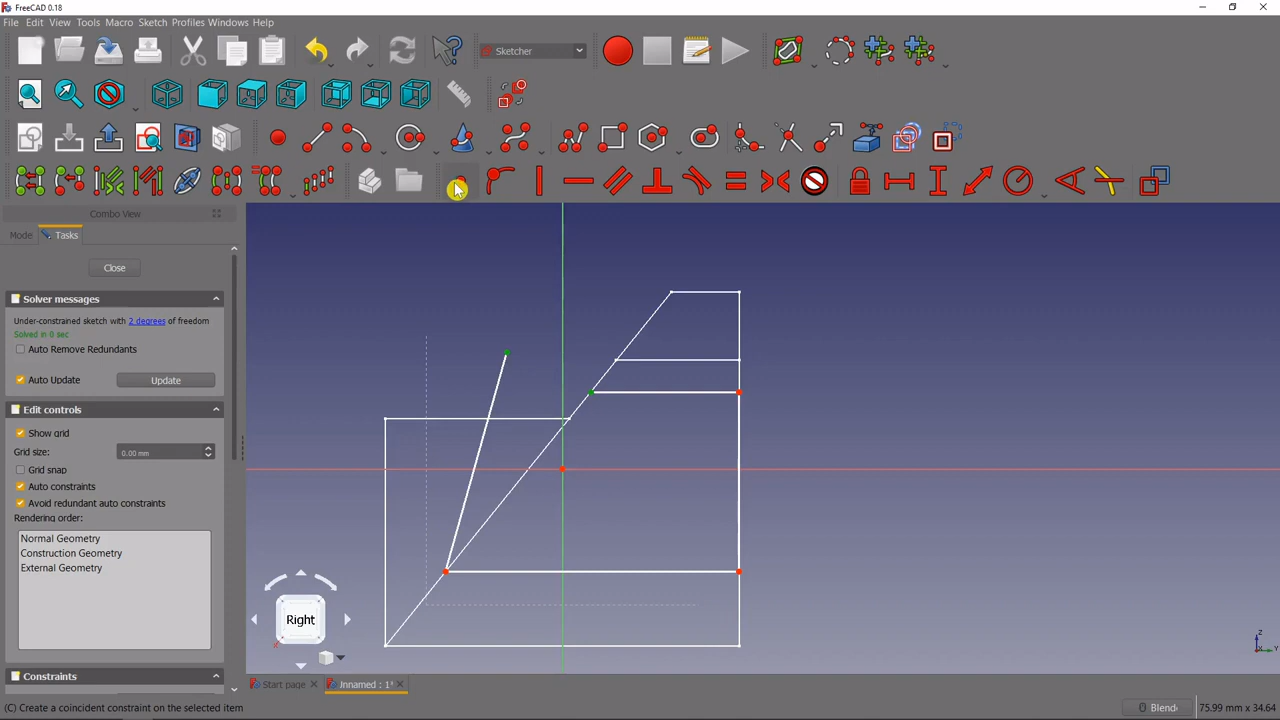 FreeCAD 0.18
File Edit View Tools Macro Sketch Profiles Windows Help
Sketcher
Combo View
Mode Tasks
Close
Solver messages
Under-constrained sketch with 2 degrees of freedom
Solved in 0 sec
Auto Remove Redundants
Auto Update Update
Edit controls
Show grid
Grid size: 0.00 mm
Grid snap
Auto constraints
Avoid redundant auto constraints
Rendering order:
Normal Geometry
Construction Geometry
External Geometry
Constraints
Right
Z
Y
Start page Jnnamed : 1*
(C) Create a coincident constraint on the selected item
Blend
75.99 mm x 34.64